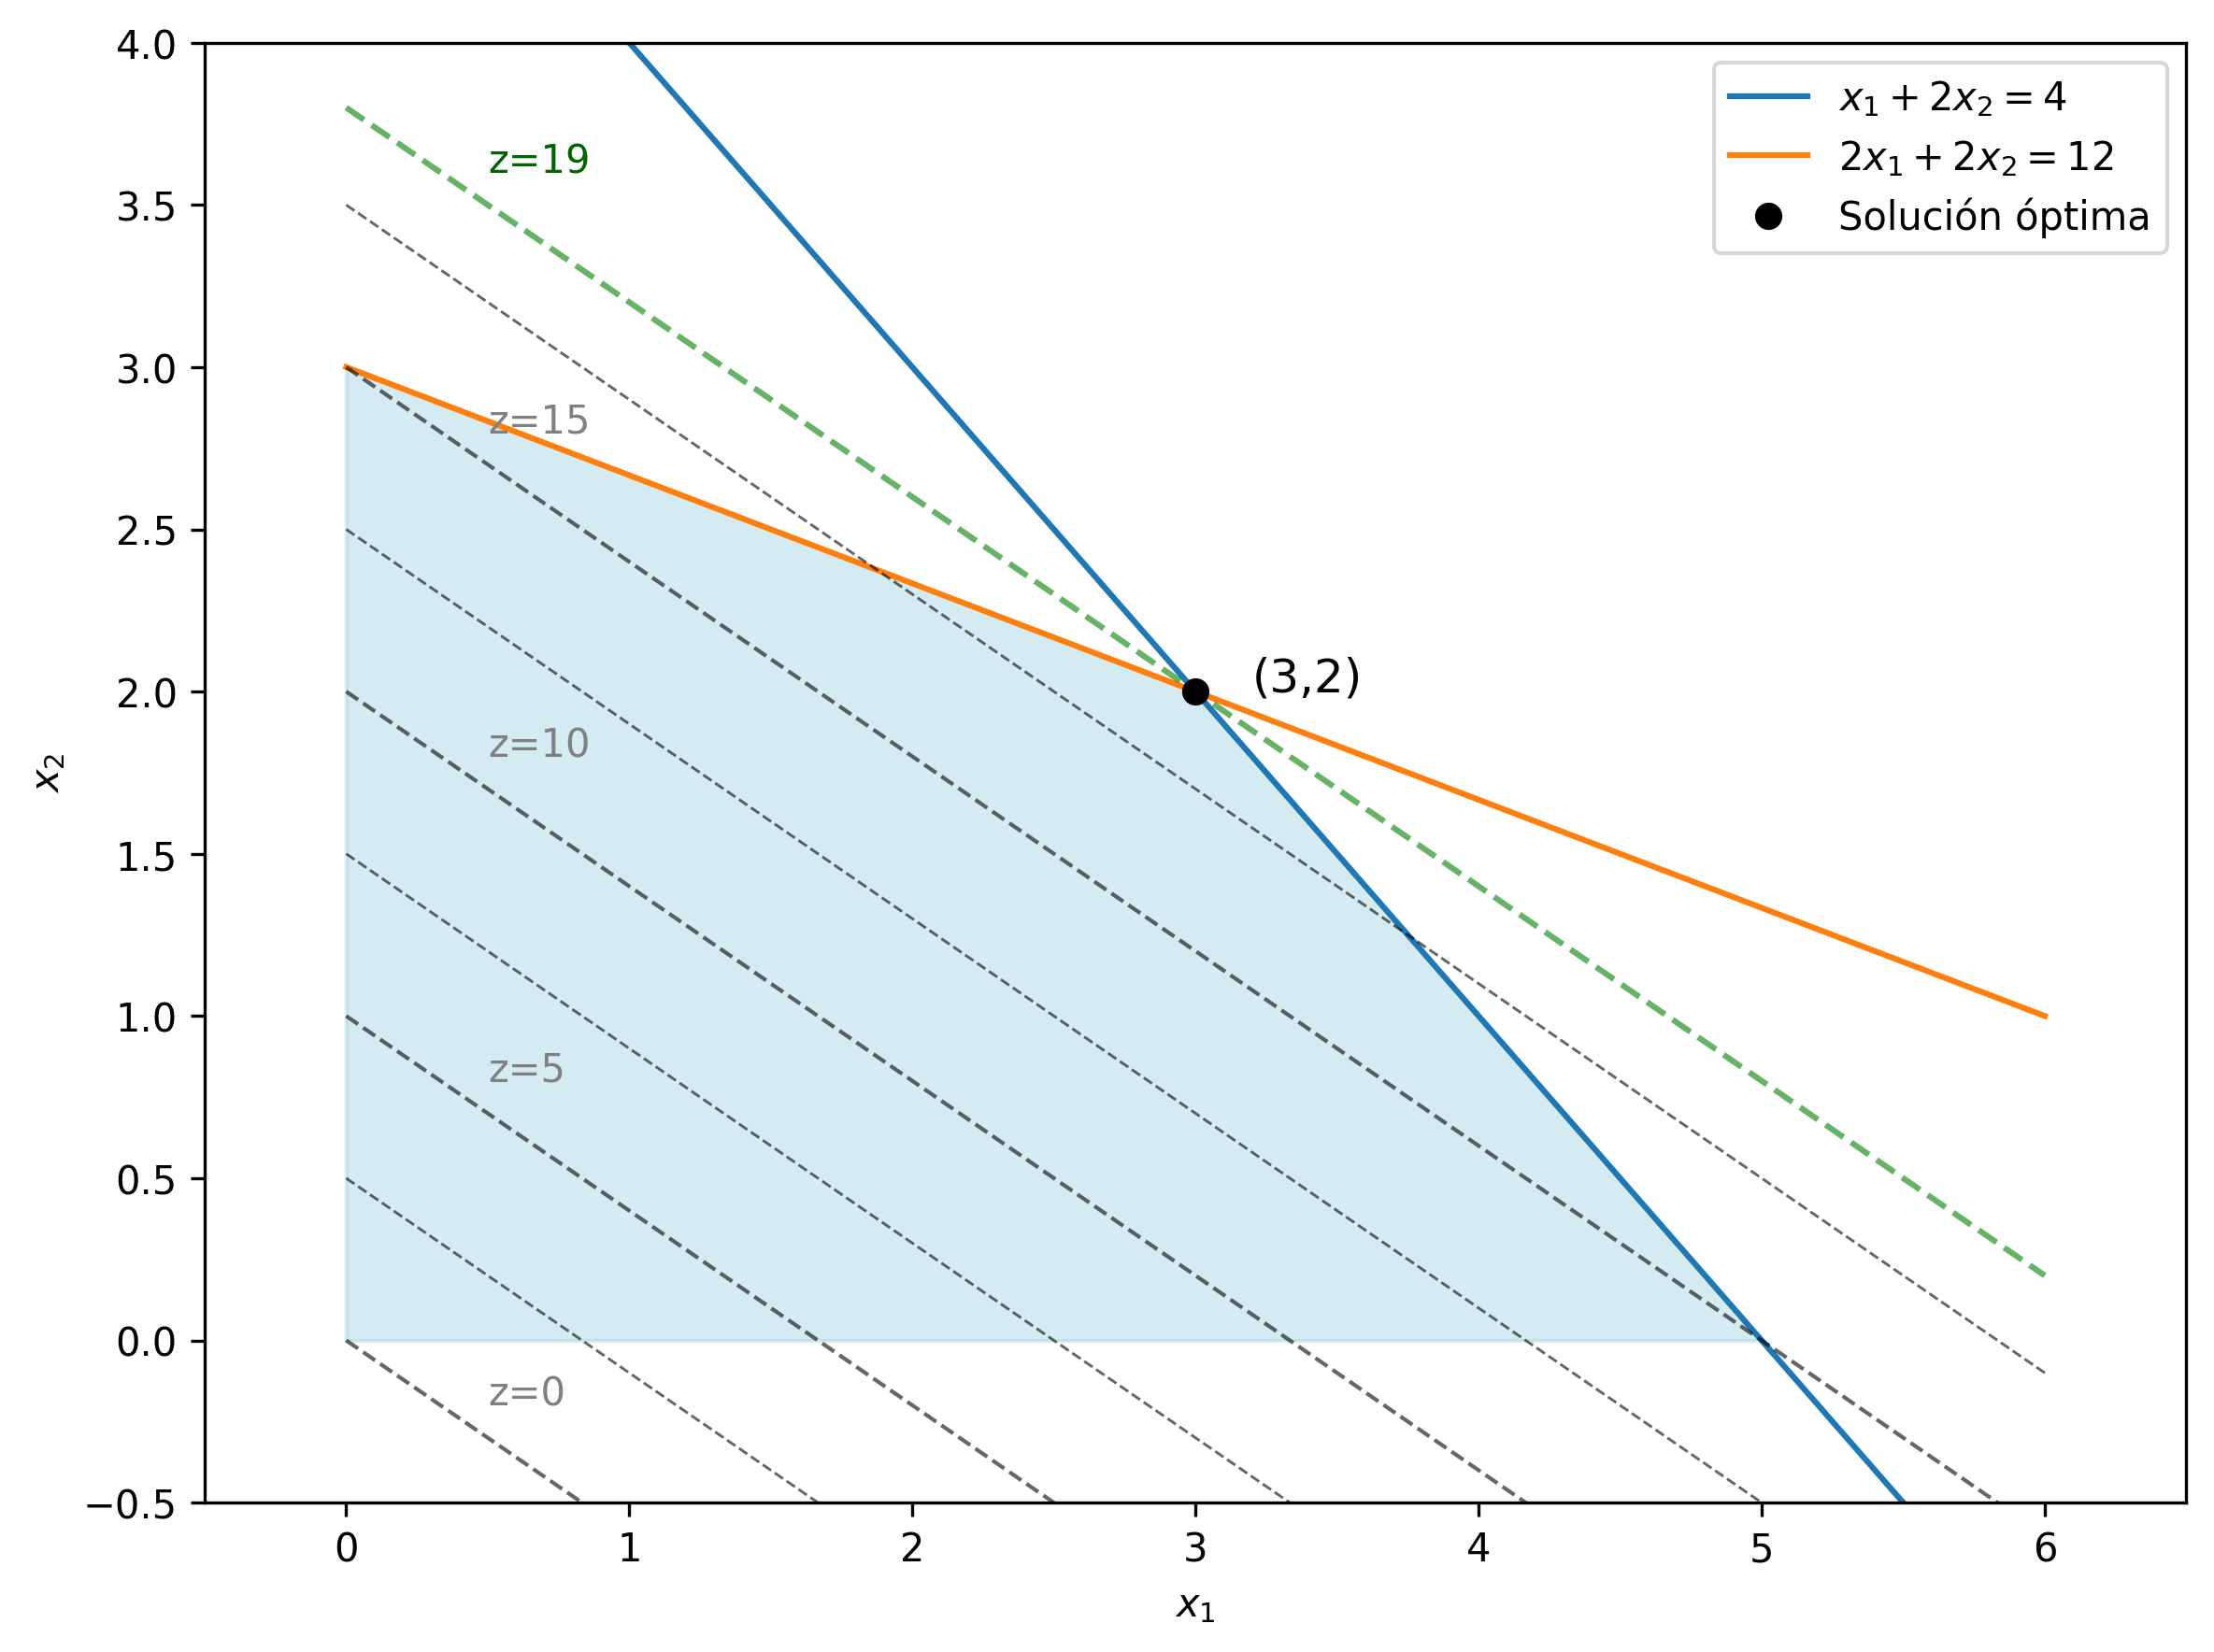 4.0
3.5
3.0
2.5
2.0
1.5
1.0
0.5
0.0
−0.5
x₂
0
1
2
3
4
5
6
x₁
x₁ + 2x₂ = 4
2x₁ + 2x₂ = 12
Solución óptima
z=19
z=15
(3,2)
z=10
z=5
z=0